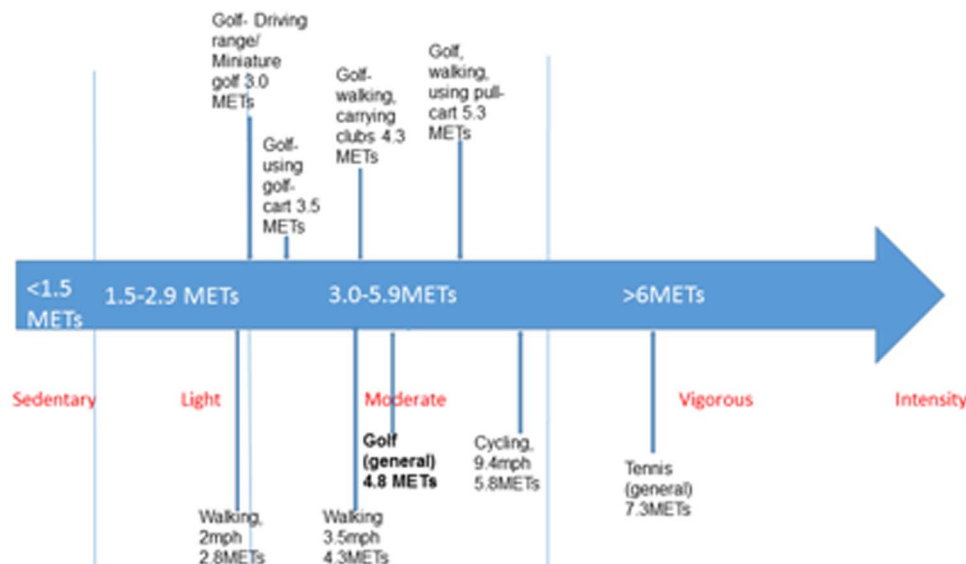 Golf- Driving
range/
Miniature
golf 3.0
METs
Golf-
using
golf-
cart 3.5
METs
Golf-
walking,
carrying
clubs 4.3
METs
Golf,
walking,
using pull-
cart 5.3
METs
<1.5
METs
1.5-2.9 METs
3.0-5.9METs
>6METs
Sedentary
Light
Moderate
Vigorous
Intensity
Walking,
2mph
2.8METs
Walking
3.5mph
4.3METs
Golf
(general)
4.8 METs
Cycling,
9.4mph
5.8METs
Tennis
(general)
7.3METs